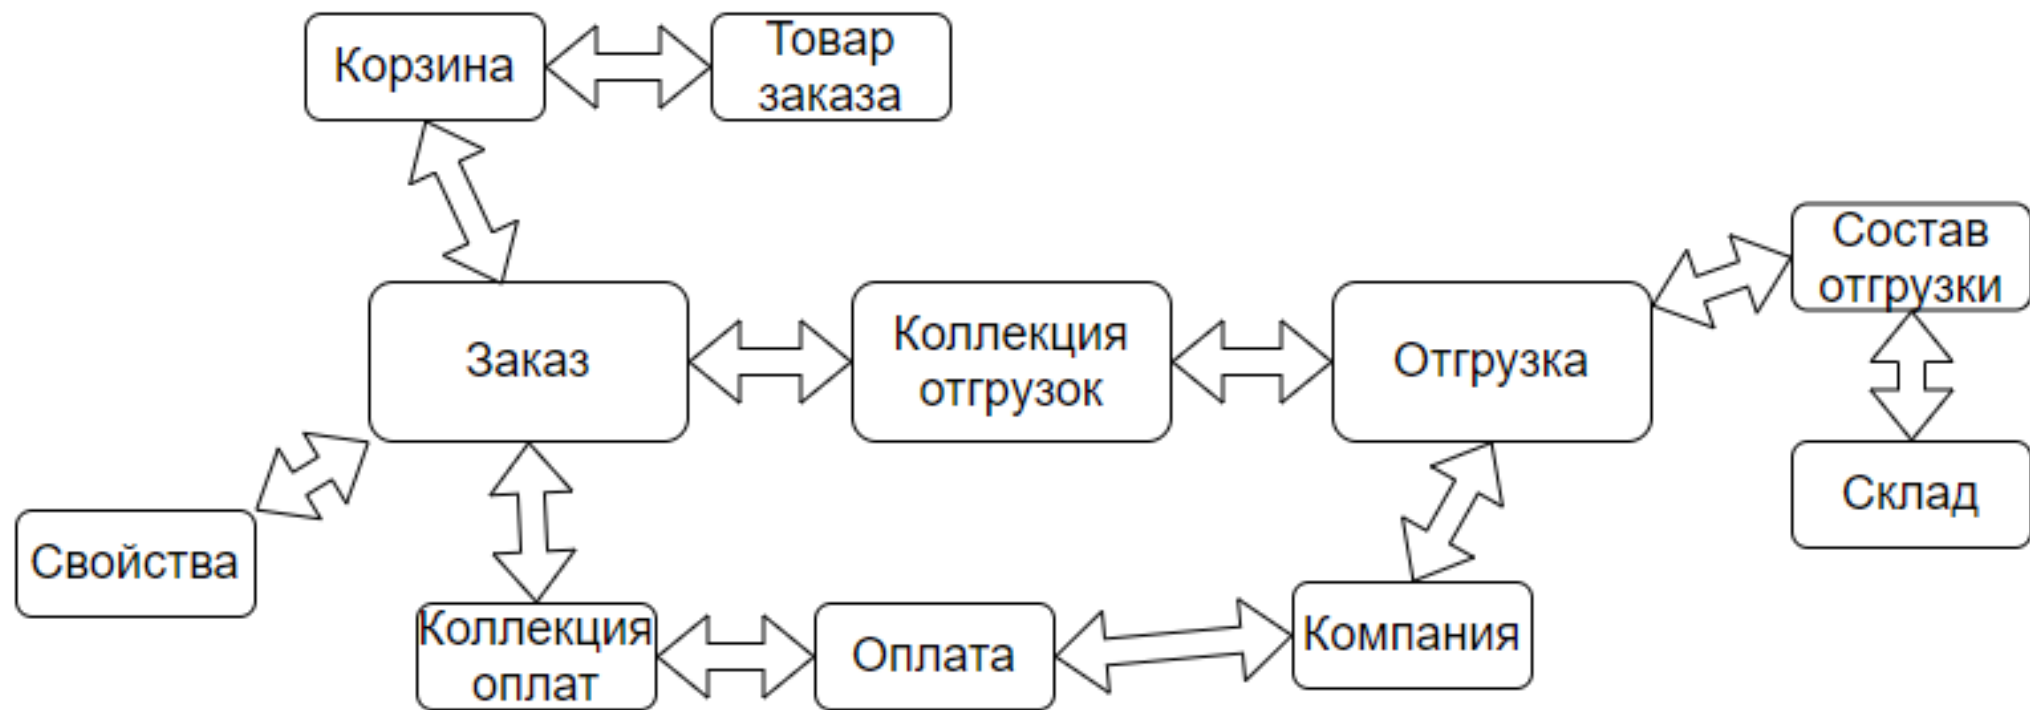 Корзина
Товар
заказа
Состав
отгрузки
Заказ
Коллекция
отгрузок
Отгрузка
Склад
Свойства
Коллекция
оплат
Оплата
Компания